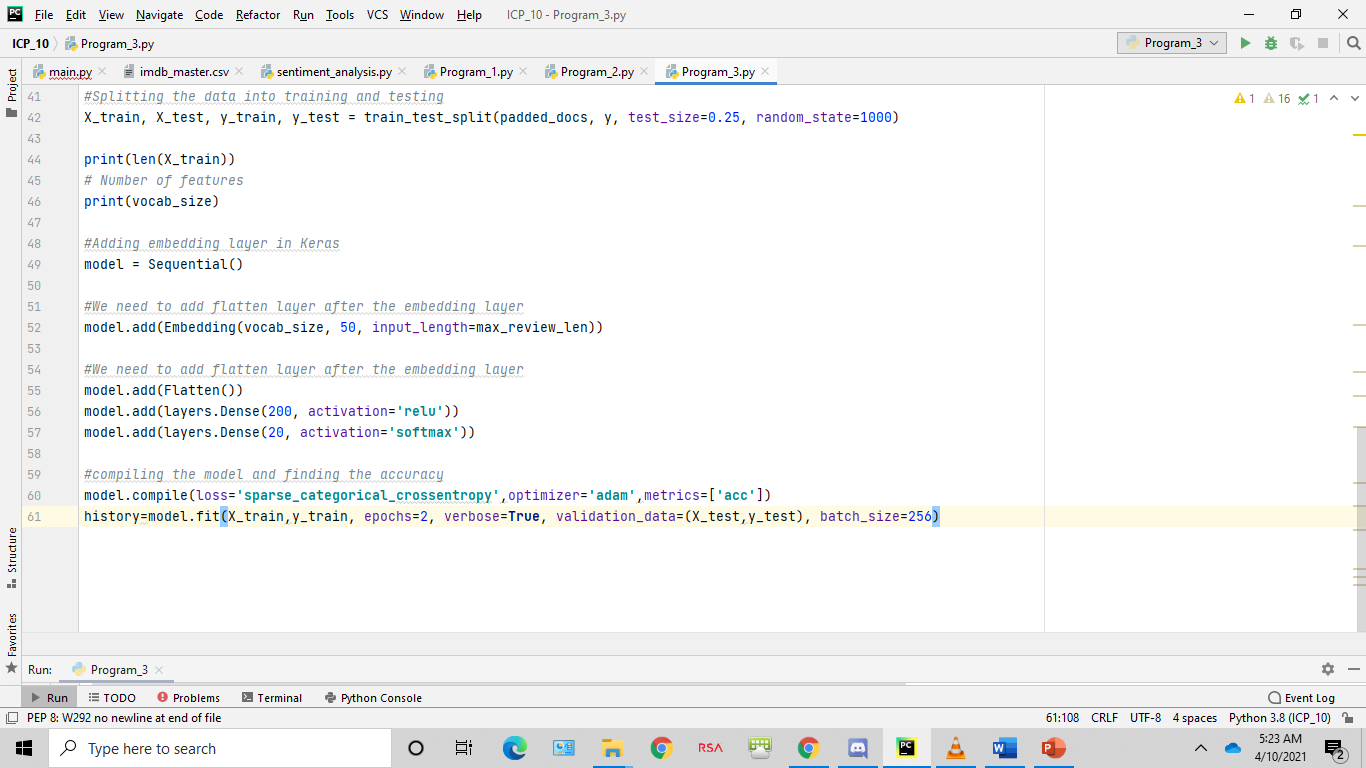 File Edit View Navigate Code Refactor Run Tools VCS Window Help ICP_10 - Program_3.py
ICP_10 Program_3.py Program_3
main.py imdb_master.csv sentiment_analysis.py Program_1.py Program_2.py Program_3.py
Project
1 16 1
41 #Splitting the data into training and testing
42 X_train, X_test, y_train, y_test = train_test_split(padded_docs, y, test_size=0.25, random_state=1000)
43
44 print(len(X_train))
45 # Number of features
46 print(vocab_size)
47
48 #Adding embedding layer in Keras
49 model = Sequential()
50
51 #We need to add flatten layer after the embedding layer
52 model.add(Embedding(vocab_size, 50, input_length=max_review_len))
53
54 #We need to add flatten layer after the embedding layer
55 model.add(Flatten())
56 model.add(layers.Dense(200, activation='relu'))
57 model.add(layers.Dense(20, activation='softmax'))
58
59 #compiling the model and finding the accuracy
60 model.compile(loss='sparse_categorical_crossentropy',optimizer='adam',metrics=['acc'])
61 history=model.fit(X_train,y_train, epochs=2, verbose=True, validation_data=(X_test,y_test), batch_size=256)
Structure
Favorites
Run: Program_3
Run TODO Problems Terminal Python Console Event Log
PEP 8: W292 no newline at end of file 61:108 CRLF UTF-8 4 spaces Python 3.8 (ICP_10)
Type here to search RSA 5:23 AM
4/10/2021 2